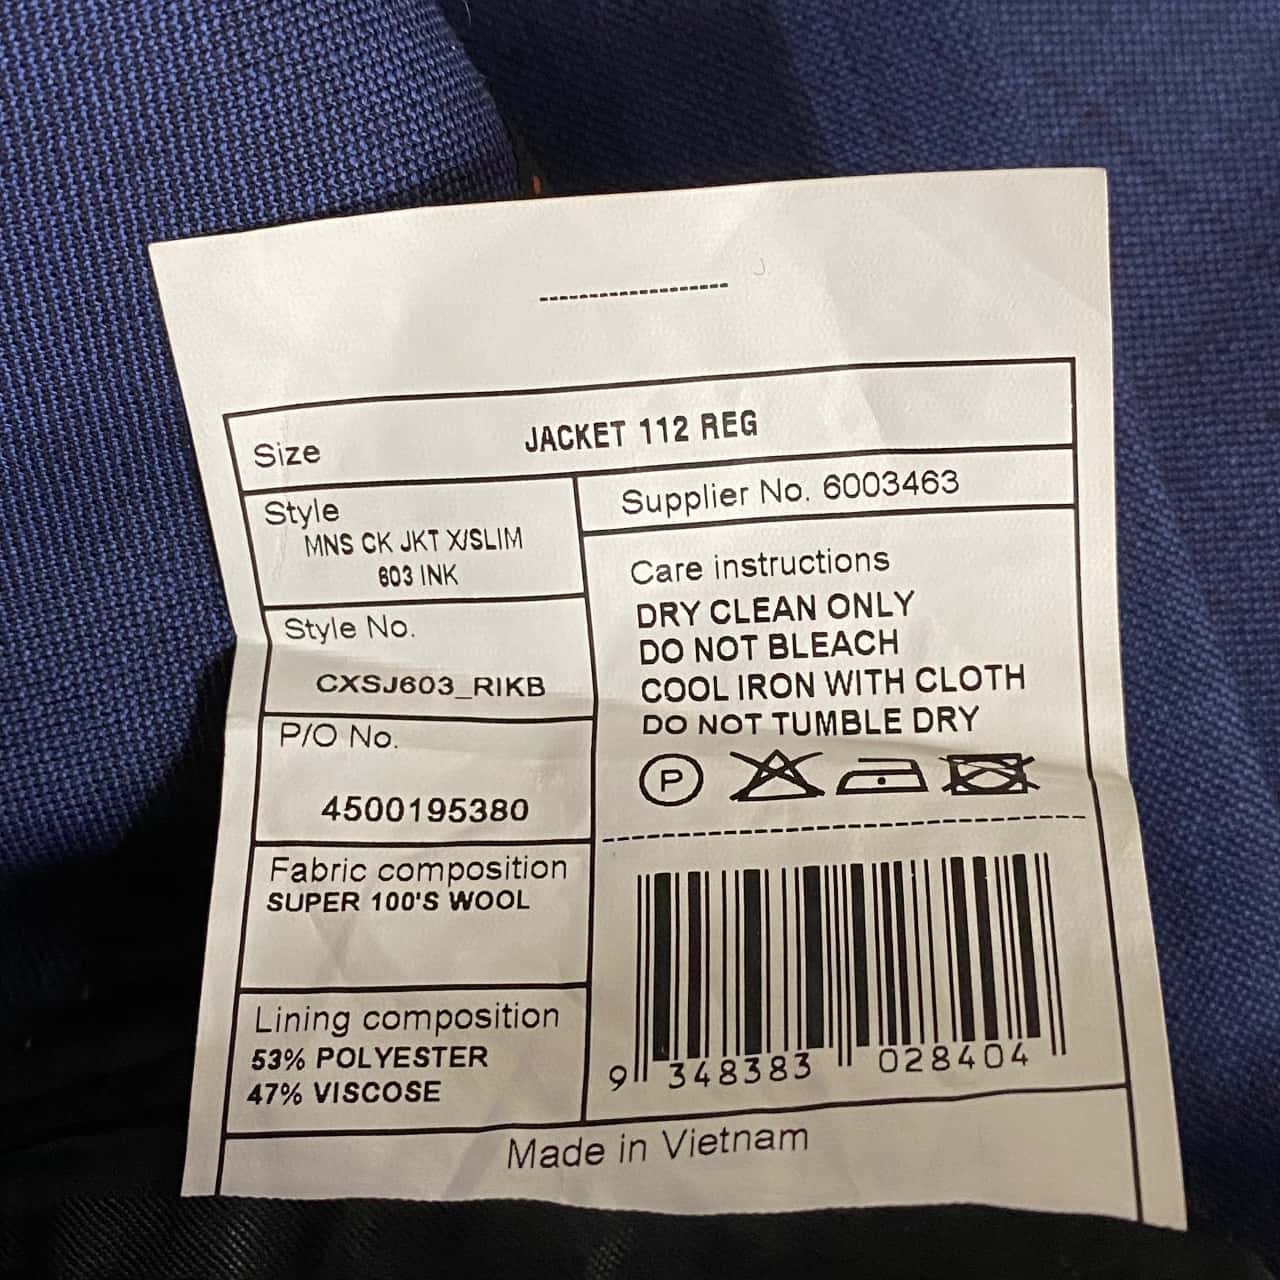 Size
JACKET 112 REG
Style
MNS CK JKT X/SLIM
603 INK
Style No.
CXSJ603_RIKB
P/O No.
4500195380
Fabric composition
SUPER 100'S WOOL
Lining composition
53% POLYESTER
47% VISCOSE
Supplier No. 6003463
Care instructions
DRY CLEAN ONLY
DO NOT BLEACH
COOL IRON WITH CLOTH
DO NOT TUMBLE DRY
P
9 348383 028404
Made in Vietnam